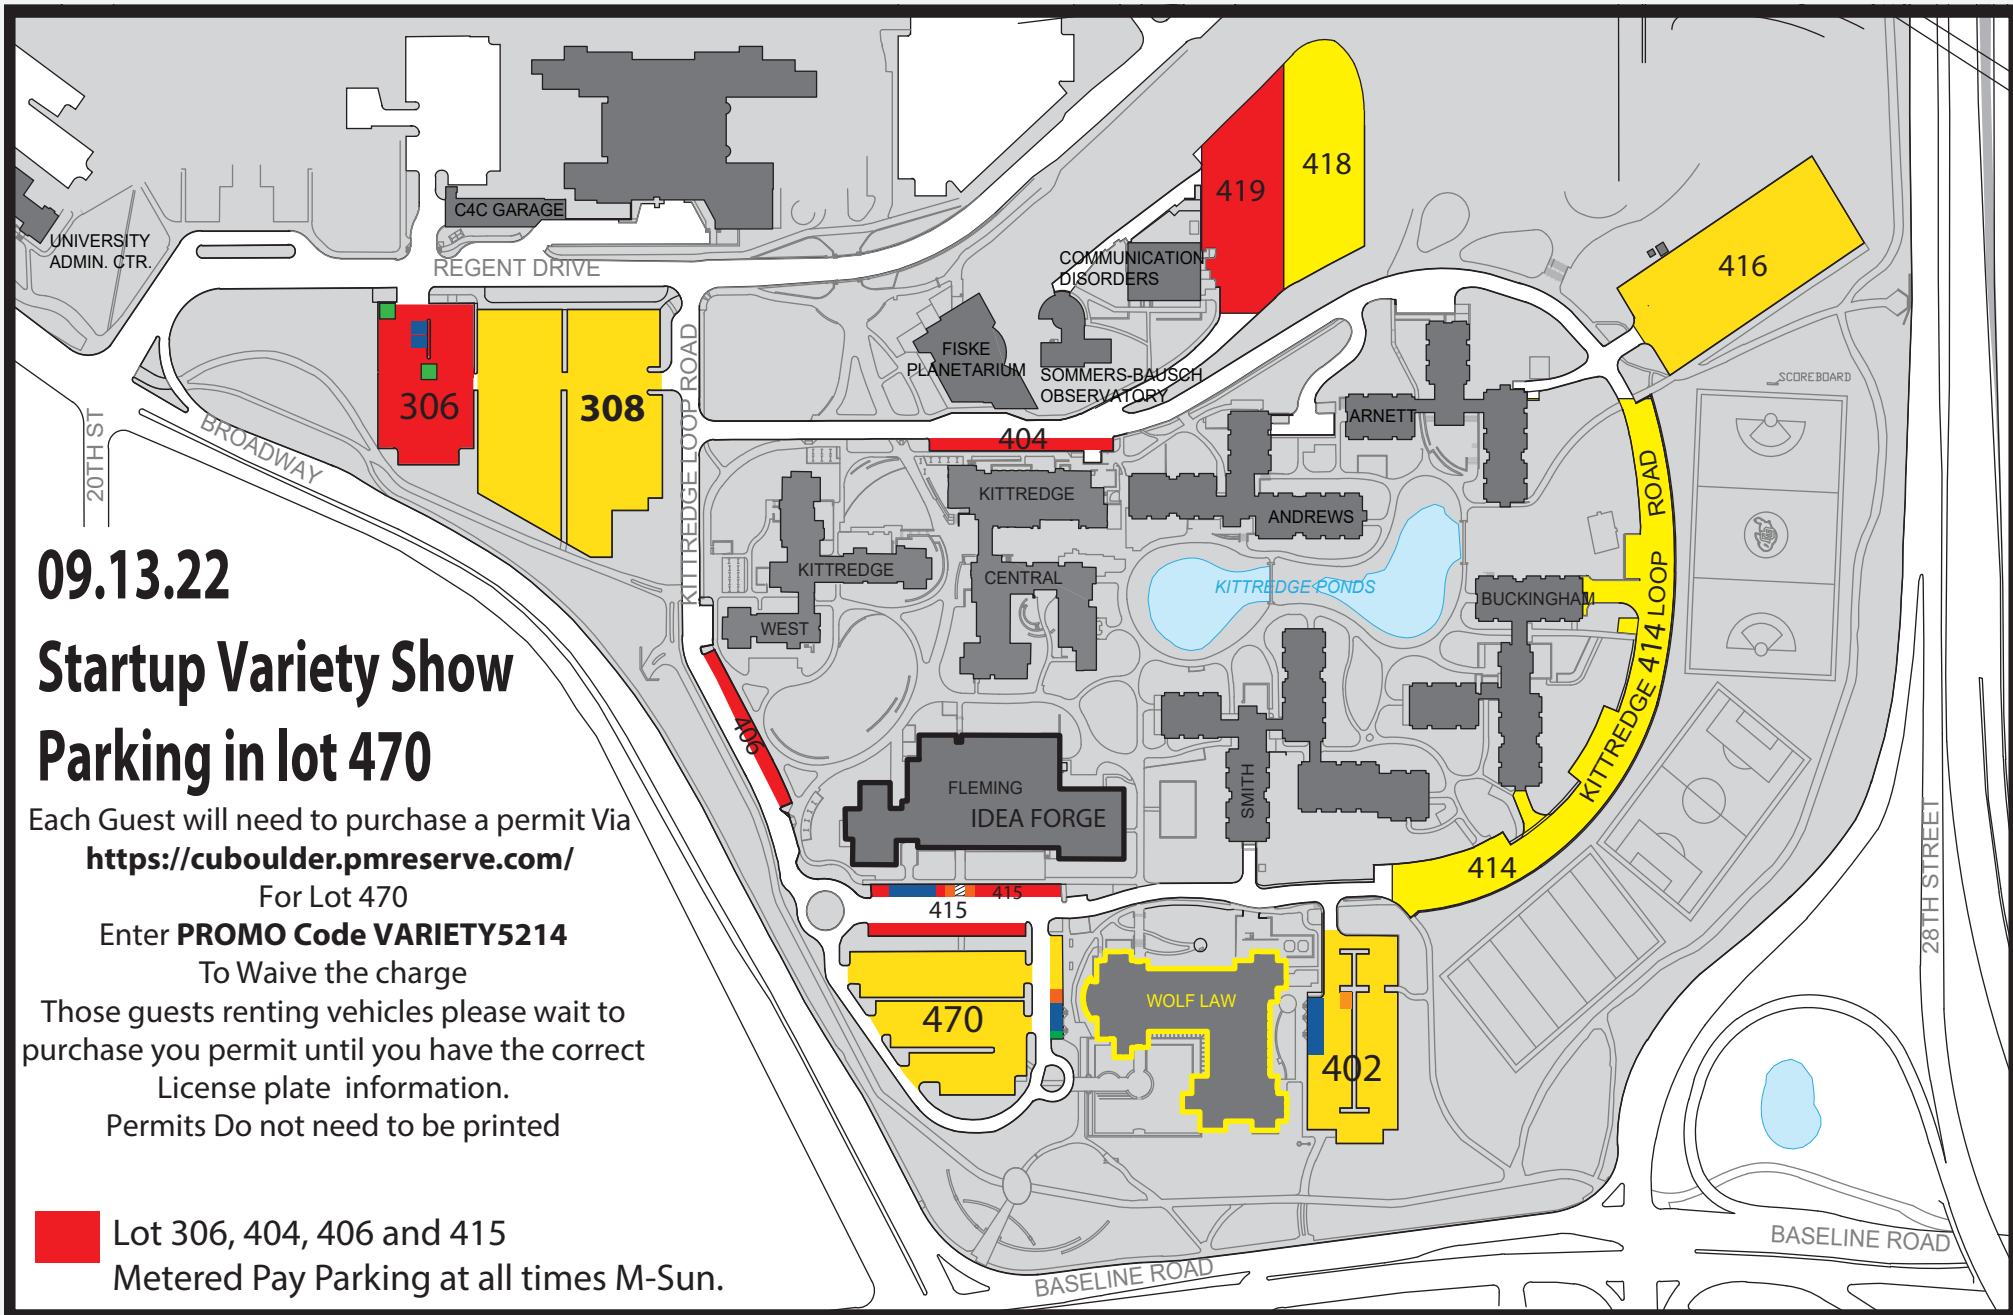 C4C GARAGE
UNIVERSITY
ADMIN. CTR.
REGENT DRIVE
419
418
416
COMMUNICATION
DISORDERS
FISKE
PLANETARIUM
SOMMERS-BAUSCH
OBSERVATORY
SCOREBOARD
306
308
KITTREDGE LOOP ROAD
20TH ST
BROADWAY
404
ARNETT
KITTREDGE
ANDREWS
KITTREDGE
CENTRAL
KITTREDGE PONDS
BUCKINGHAM
WEST
KITTREDGE 414 LOOP ROAD
406
FLEMING
IDEA FORGE
SMITH
414
415
415
28TH STREET
WOLF LAW
470
402
BASELINE ROAD
BASELINE ROAD
09.13.22
Startup Variety Show
Parking in lot 470
Each Guest will need to purchase a permit Via
https://cuboulder.pmreserve.com/
For Lot 470
Enter PROMO Code VARIETY5214
To Waive the charge
Those guests renting vehicles please wait to
purchase you permit until you have the correct
License plate information.
Permits Do not need to be printed
Lot 306, 404, 406 and 415
Metered Pay Parking at all times M-Sun.